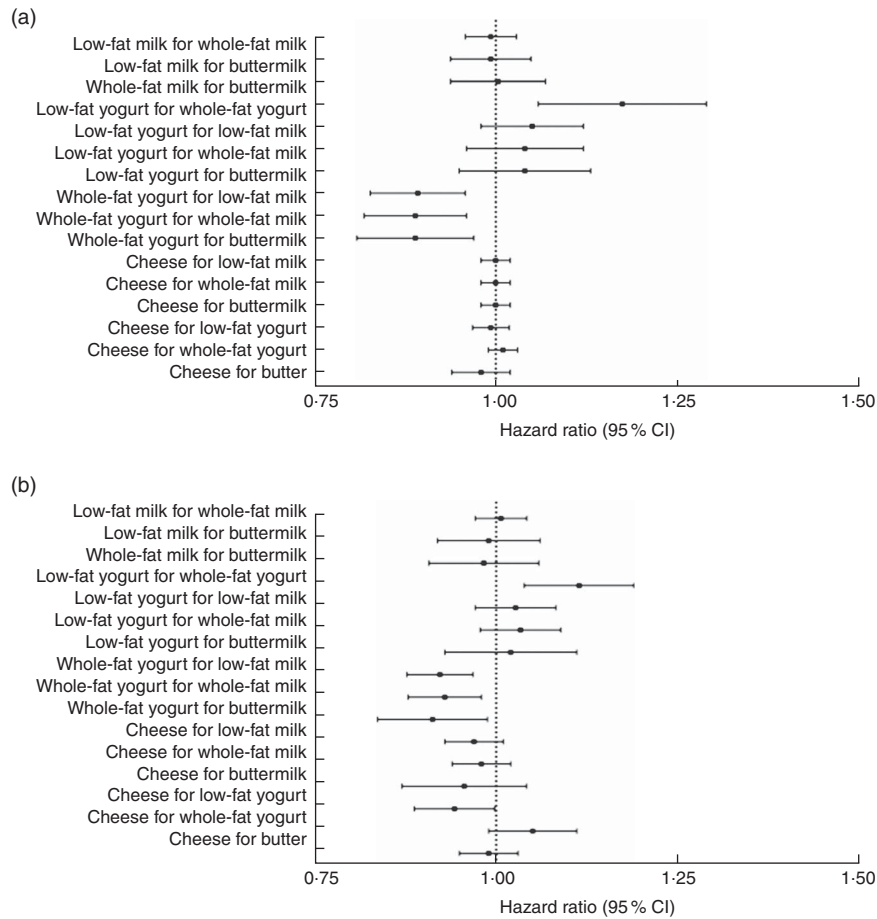 (a)
Low-fat milk for whole-fat milk
Low-fat milk for buttermilk
Whole-fat milk for buttermilk
Low-fat yogurt for whole-fat yogurt
Low-fat yogurt for low-fat milk
Low-fat yogurt for whole-fat milk
Low-fat yogurt for buttermilk
Whole-fat yogurt for low-fat milk
Whole-fat yogurt for whole-fat milk
Whole-fat yogurt for buttermilk
Cheese for low-fat milk
Cheese for whole-fat milk
Cheese for buttermilk
Cheese for low-fat yogurt
Cheese for whole-fat yogurt
Cheese for butter
0·75 1·00 1·25 1·50
Hazard ratio (95 % CI)
(b)
Low-fat milk for whole-fat milk
Low-fat milk for buttermilk
Whole-fat milk for buttermilk
Low-fat yogurt for whole-fat yogurt
Low-fat yogurt for low-fat milk
Low-fat yogurt for whole-fat milk
Low-fat yogurt for buttermilk
Whole-fat yogurt for low-fat milk
Whole-fat yogurt for whole-fat milk
Whole-fat yogurt for buttermilk
Cheese for low-fat milk
Cheese for whole-fat milk
Cheese for buttermilk
Cheese for low-fat yogurt
Cheese for whole-fat yogurt
Cheese for butter
0·75 1·00 1·25 1·50
Hazard ratio (95 % CI)